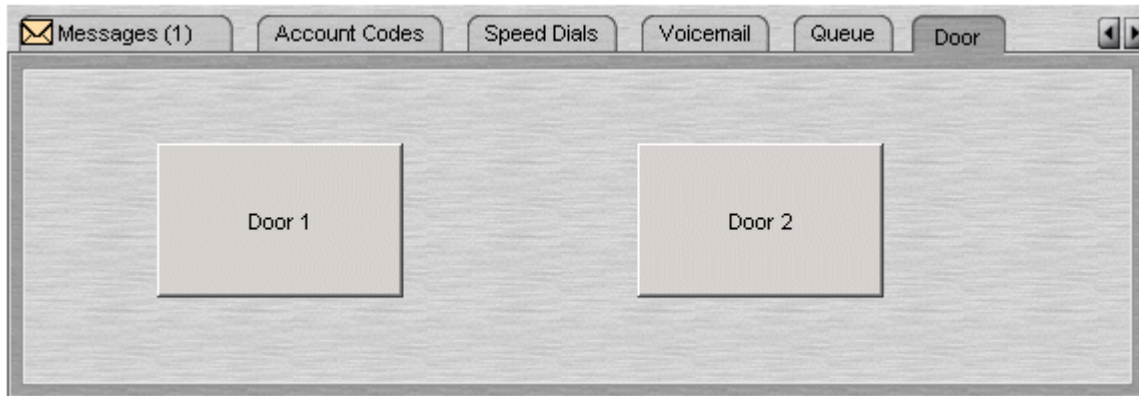 Messages (1) Account Codes Speed Dials Voicemail Queue Door
Door 1 Door 2